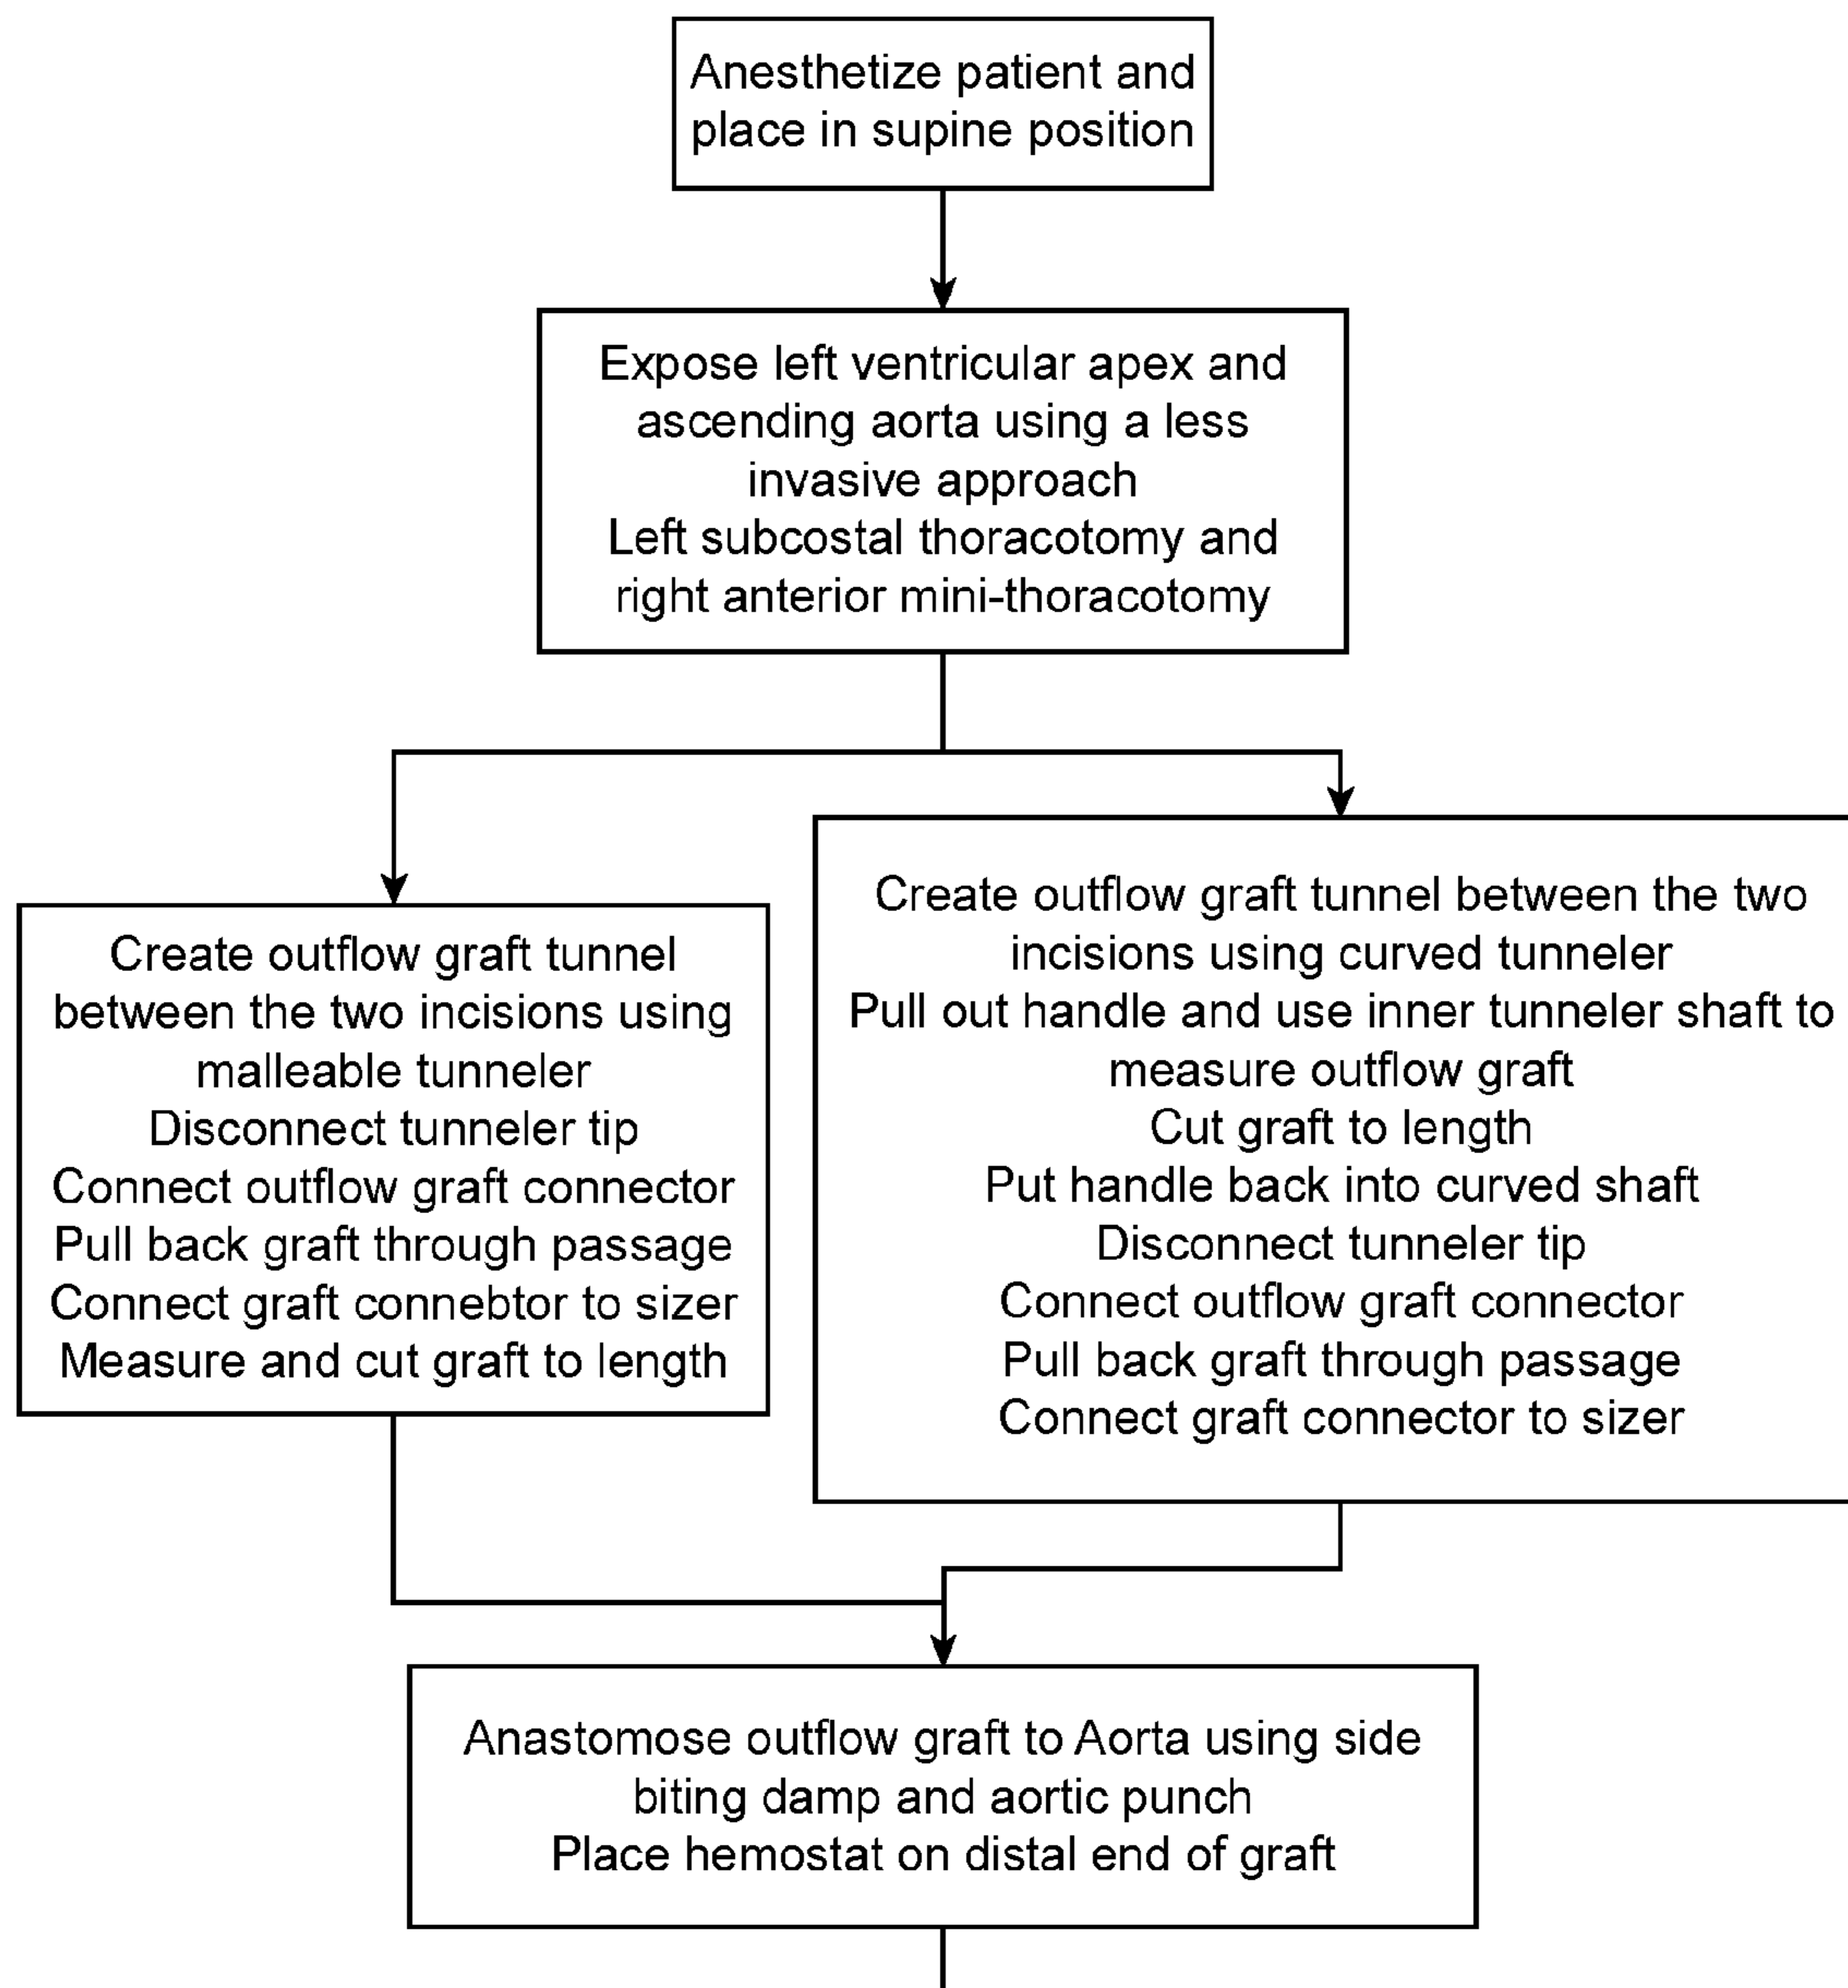 Anesthetize patient and
place in supine position
Expose left ventricular apex and
ascending aorta using a less
invasive approach
Left subcostal thoracotomy and
right anterior mini-thoracotomy
Create outflow graft tunnel
between the two incisions using
malleable tunneler
Disconnect tunneler tip
Connect outflow graft connector
Pull back graft through passage
Connect graft connebtor to sizer
Measure and cut graft to length
Create outflow graft tunnel between the two
incisions using curved tunneler
Pull out handle and use inner tunneler shaft to
measure outflow graft
Cut graft to length
Put handle back into curved shaft
Disconnect tunneler tip
Connect outflow graft connector
Pull back graft through passage
Connect graft connector to sizer
Anastomose outflow graft to Aorta using side
biting damp and aortic punch
Place hemostat on distal end of graft